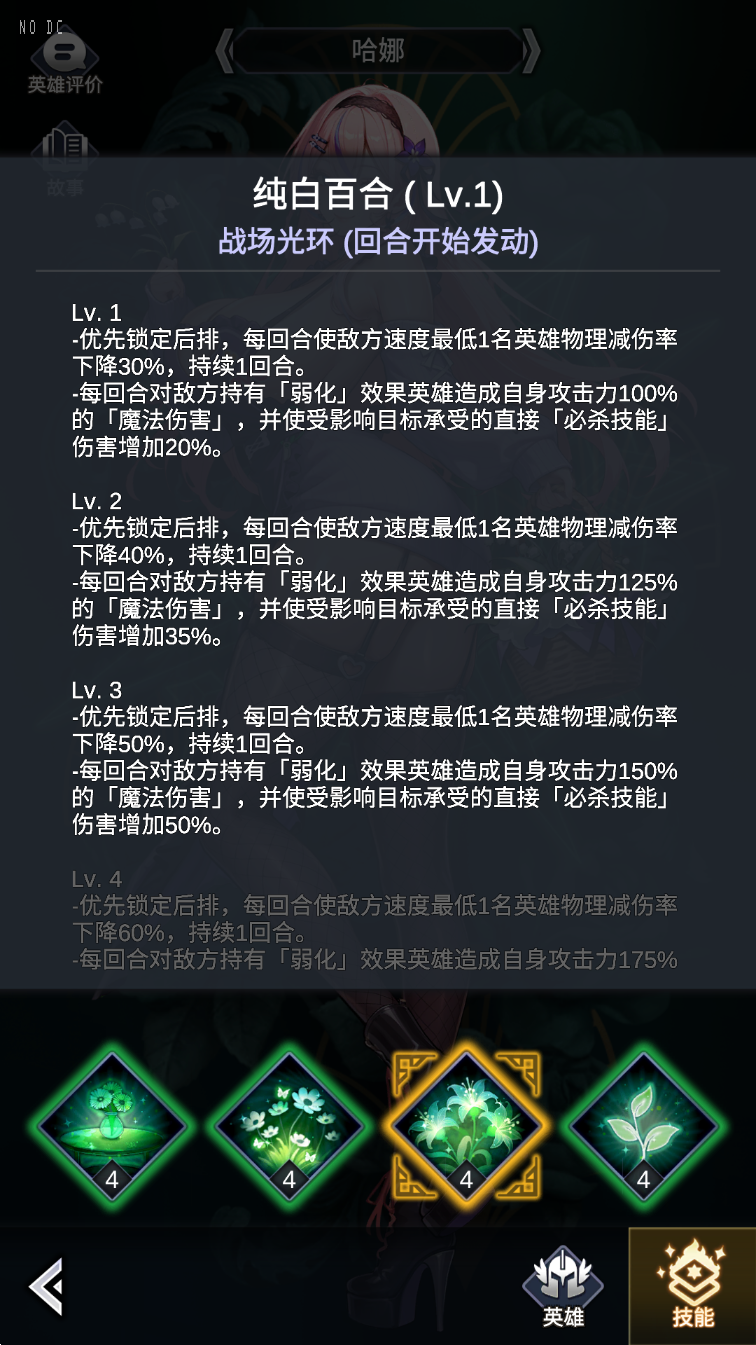 NO DC
哈娜
英雄评价
故事
纯白百合 ( Lv.1)
战场光环 (回合开始发动)
Lv. 1
-优先锁定后排，每回合使敌方速度最低1名英雄物理减伤率
下降30%，持续1回合。
-每回合对敌方持有「弱化」效果英雄造成自身攻击力100%
的「魔法伤害」，并使受影响目标承受的直接「必杀技能」
伤害增加20%。
Lv. 2
-优先锁定后排，每回合使敌方速度最低1名英雄物理减伤率
下降40%，持续1回合。
-每回合对敌方持有「弱化」效果英雄造成自身攻击力125%
的「魔法伤害」，并使受影响目标承受的直接「必杀技能」
伤害增加35%。
Lv. 3
-优先锁定后排，每回合使敌方速度最低1名英雄物理减伤率
下降50%，持续1回合。
-每回合对敌方持有「弱化」效果英雄造成自身攻击力150%
的「魔法伤害」，并使受影响目标承受的直接「必杀技能」
伤害增加50%。
Lv. 4
-优先锁定后排，每回合使敌方速度最低1名英雄物理减伤率
下降60%，持续1回合。
-每回合对敌方持有「弱化」效果英雄造成自身攻击力175%
4
4
4
4
英雄
技能